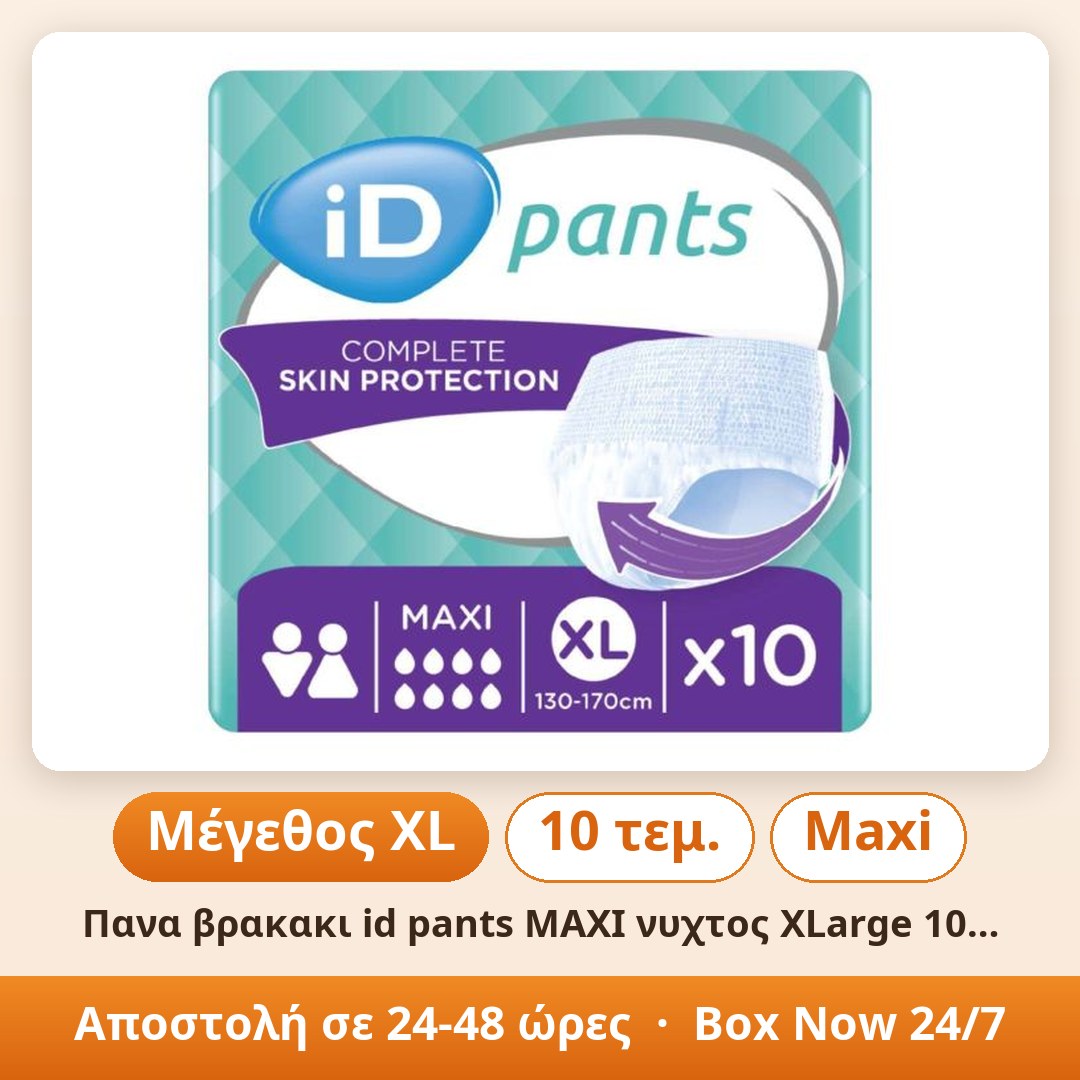 iD pants
COMPLETE
SKIN PROTECTION
MAXI
XL
130-170cm
x10
Μέγεθος XL
10 τεμ.
Maxi
Πανα βρακακι id pants MAXI νυχτος XLarge 10...
Αποστολή σε 24-48 ώρες · Box Now 24/7